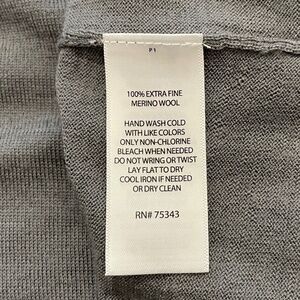 P1
100% EXTRA FINE
MERINO WOOL
HAND WASH COLD
WITH LIKE COLORS
ONLY NON-CHLORINE
BLEACH WHEN NEEDED
DO NOT WRING OR TWIST
LAY FLAT TO DRY
COOL IRON IF NEEDED
OR DRY CLEAN
RN# 75343